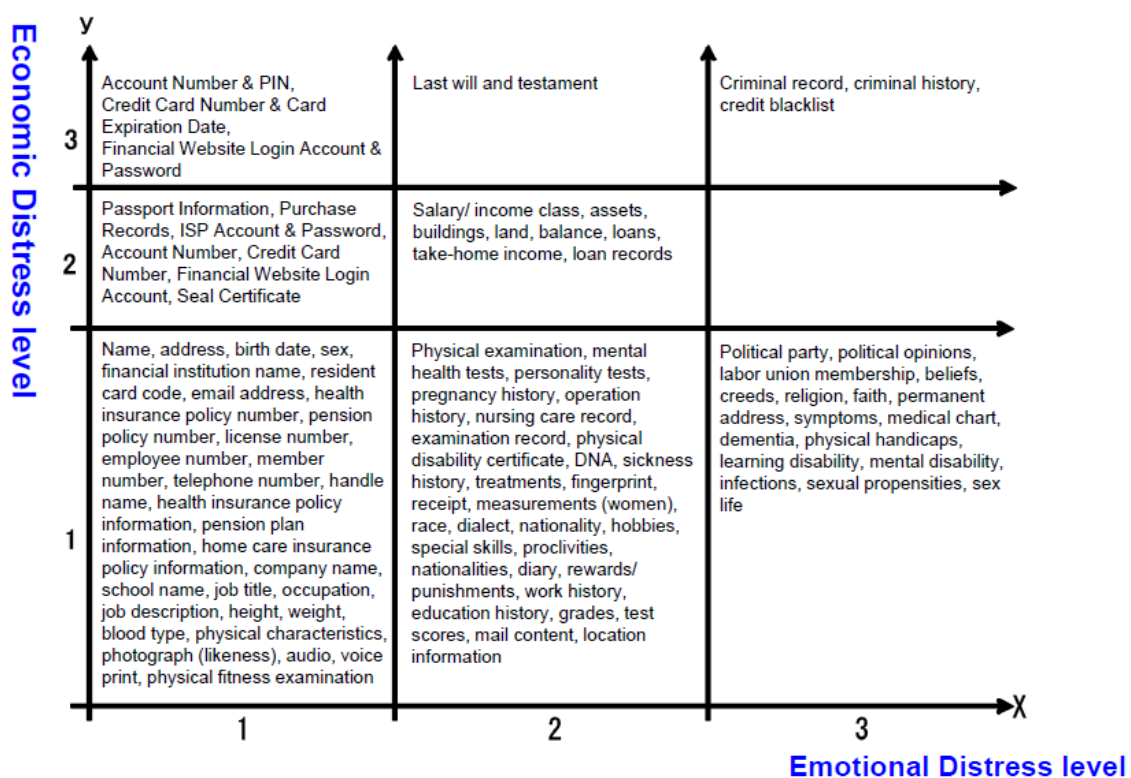 y
Economic Distress level
3
Account Number & PIN,
Credit Card Number & Card
Expiration Date,
Financial Website Login Account &
Password
Last will and testament
Criminal record, criminal history,
credit blacklist
2
Passport Information, Purchase
Records, ISP Account & Password,
Account Number, Credit Card
Number, Financial Website Login
Account, Seal Certificate
Salary/ income class, assets,
buildings, land, balance, loans,
take-home income, loan records
1
Name, address, birth date, sex,
financial institution name, resident
card code, email address, health
insurance policy number, pension
policy number, license number,
employee number, member
number, telephone number, handle
name, health insurance policy
information, pension plan
information, home care insurance
policy information, company name,
school name, job title, occupation,
job description, height, weight,
blood type, physical characteristics,
photograph (likeness), audio, voice
print, physical fitness examination
Physical examination, mental
health tests, personality tests,
pregnancy history, operation
history, nursing care record,
examination record, physical
disability certificate, DNA, sickness
history, treatments, fingerprint,
receipt, measurements (women),
race, dialect, nationality, hobbies,
special skills, proclivities,
nationalities, diary, rewards/
punishments, work history,
education history, grades, test
scores, mail content, location
information
Political party, political opinions,
labor union membership, beliefs,
creeds, religion, faith, permanent
address, symptoms, medical chart,
dementia, physical handicaps,
learning disability, mental disability,
infections, sexual propensities, sex
life
X
1
2
3
Emotional Distress level